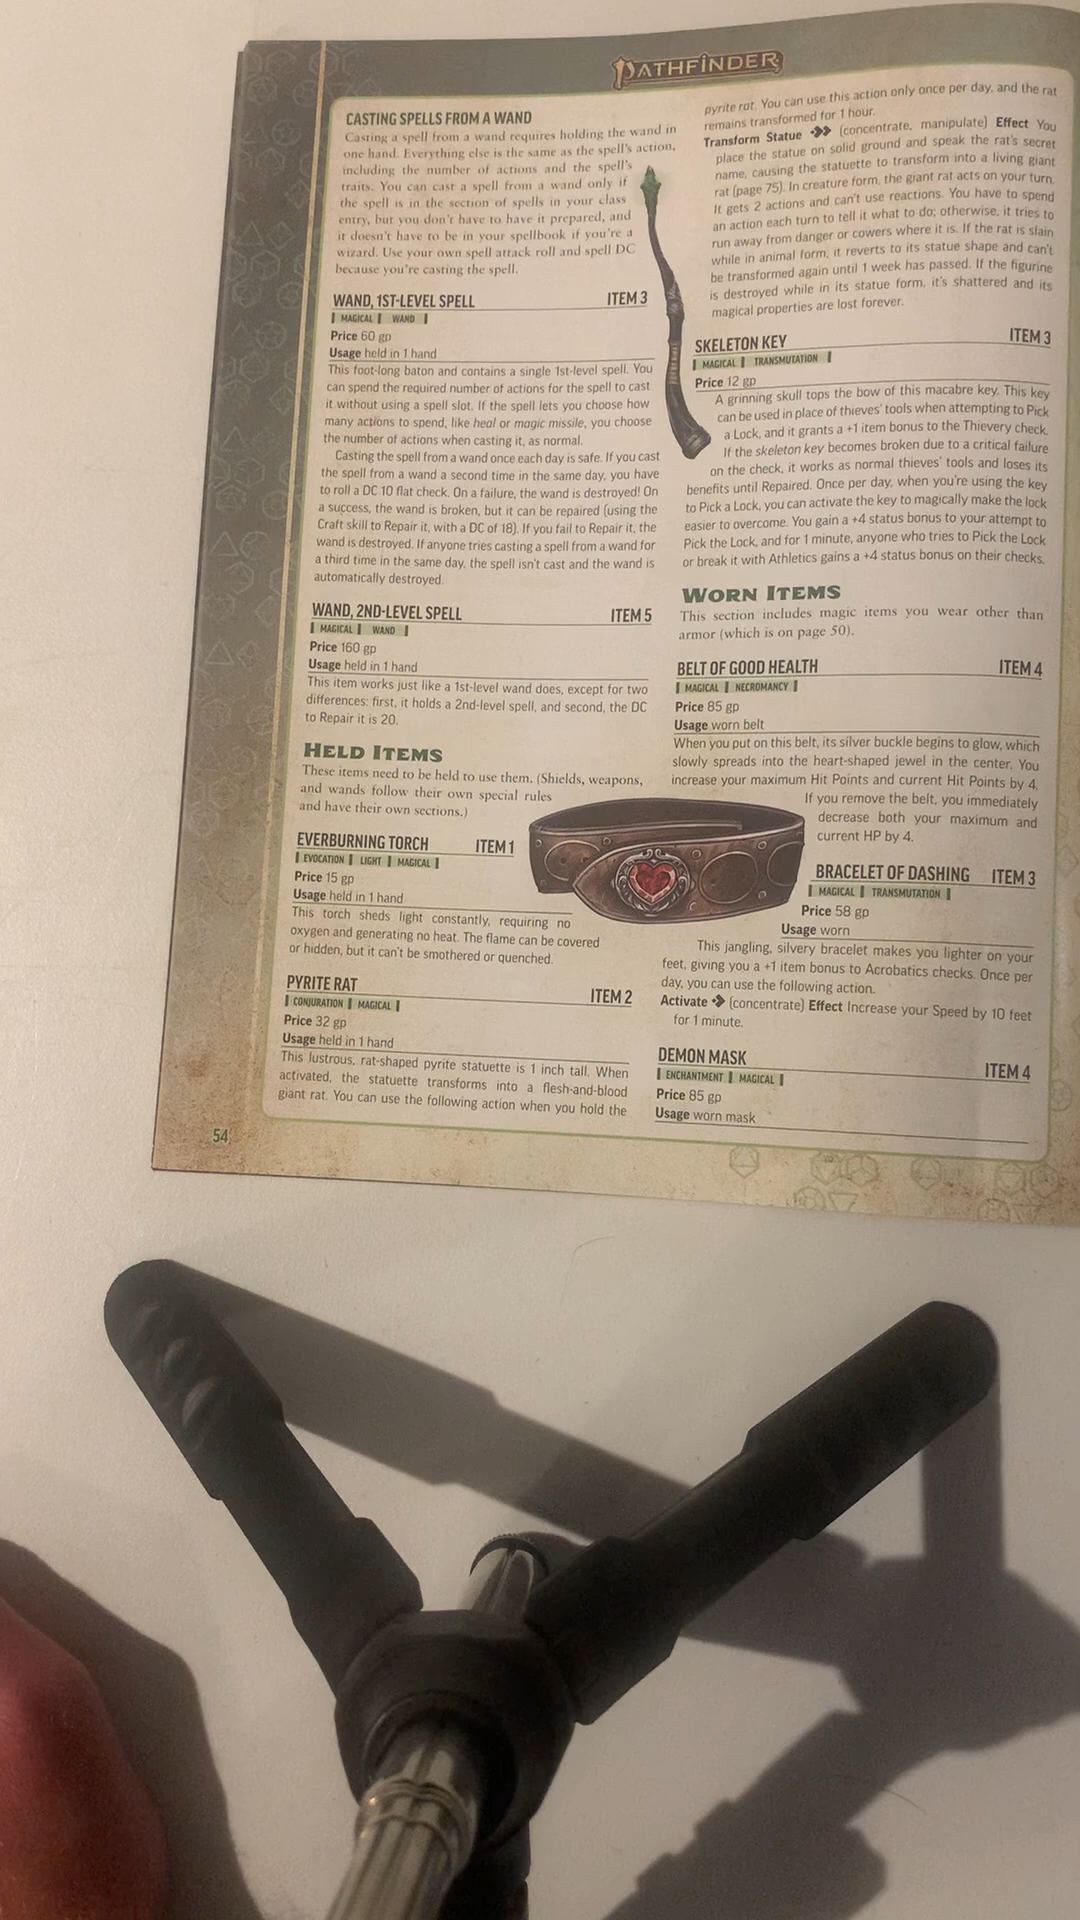 PATHFINDER
CASTING SPELLS FROM A WAND
Casting a spell from a wand requires holding the wand in
one hand. Everything else is the same as the spell's action,
including the number of actions and the spell's
traits. You can cast a spell from a wand only if
the spell is in the section of spells in your class
entry, but you don't have to have it prepared, and
it doesn't have to be in your spellbook if you're a
wizard. Use your own spell attack roll and spell DC
because you're casting the spell.
WAND, 1ST-LEVEL SPELL ITEM 3
MAGICAL WAND
Price 60 gp
Usage held in 1 hand
This foot-long baton and contains a single 1st-level spell. You
can spend the required number of actions for the spell to cast
it without using a spell slot. If the spell lets you choose how
many actions to spend, like heal or magic missile, you choose
the number of actions when casting it, as normal.
Casting the spell from a wand once each day is safe. If you cast
the spell from a wand a second time in the same day, you have
to roll a DC 10 flat check. On a failure, the wand is destroyed! On
a success, the wand is broken, but it can be repaired (using the
Craft skill to Repair it, with a DC of 18). If you fail to Repair it, the
wand is destroyed. If anyone tries casting a spell from a wand for
a third time in the same day, the spell isn't cast and the wand is
automatically destroyed.
WAND, 2ND-LEVEL SPELL ITEM 5
MAGICAL WAND
Price 160 gp
Usage held in 1 hand
This item works just like a 1st-level wand does, except for two
differences: first, it holds a 2nd-level spell, and second, the DC
to Repair it is 20.
HELD ITEMS
These items need to be held to use them. (Shields, weapons,
and wands follow their own special rules
and have their own sections.)
EVERBURNING TORCH ITEM 1
EVOCATION LIGHT MAGICAL
Price 15 gp
Usage held in 1 hand
This torch sheds light constantly, requiring no
oxygen and generating no heat. The flame can be covered
or hidden, but it can't be smothered or quenched.
PYRITE RAT ITEM 2
CONJURATION MAGICAL
Price 32 gp
Usage held in 1 hand
This lustrous, rat-shaped pyrite statuette is 1 inch tall. When
activated, the statuette transforms into a flesh-and-blood
giant rat. You can use the following action when you hold the
pyrite rat. You can use this action only once per day, and the rat
remains transformed for 1 hour.
Transform Statue (concentrate, manipulate) Effect You
place the statue on solid ground and speak the rat's secret
name, causing the statuette to transform into a living giant
rat (page 75). In creature form, the giant rat acts on your turn.
It gets 2 actions and can't use reactions. You have to spend
an action each turn to tell it what to do; otherwise, it tries to
run away from danger or cowers where it is. If the rat is slain
while in animal form, it reverts to its statue shape and can't
be transformed again until 1 week has passed. If the figurine
is destroyed while in its statue form, it's shattered and its
magical properties are lost forever.
SKELETON KEY ITEM 3
MAGICAL TRANSMUTATION
Price 12 gp
A grinning skull tops the bow of this macabre key. This key
can be used in place of thieves' tools when attempting to Pick
a Lock, and it grants a +1 item bonus to the Thievery check.
If the skeleton key becomes broken due to a critical failure
on the check, it works as normal thieves' tools and loses its
benefits until Repaired. Once per day, when you're using the key
to Pick a Lock, you can activate the key to magically make the lock
easier to overcome. You gain a +4 status bonus to your attempt to
Pick the Lock, and for 1 minute, anyone who tries to Pick the Lock
or break it with Athletics gains a +4 status bonus on their checks.
WORN ITEMS
This section includes magic items you wear other than
armor (which is on page 50).
BELT OF GOOD HEALTH ITEM 4
MAGICAL NECROMANCY
Price 85 gp
Usage worn belt
When you put on this belt, its silver buckle begins to glow, which
slowly spreads into the heart-shaped jewel in the center. You
increase your maximum Hit Points and current Hit Points by 4.
If you remove the belt, you immediately
decrease both your maximum and
current HP by 4.
BRACELET OF DASHING ITEM 3
MAGICAL TRANSMUTATION
Price 58 gp
Usage worn
This jangling, silvery bracelet makes you lighter on your
feet, giving you a +1 item bonus to Acrobatics checks. Once per
day, you can use the following action.
Activate (concentrate) Effect Increase your Speed by 10 feet
for 1 minute.
DEMON MASK ITEM 4
ENCHANTMENT MAGICAL
Price 85 gp
Usage worn mask
54